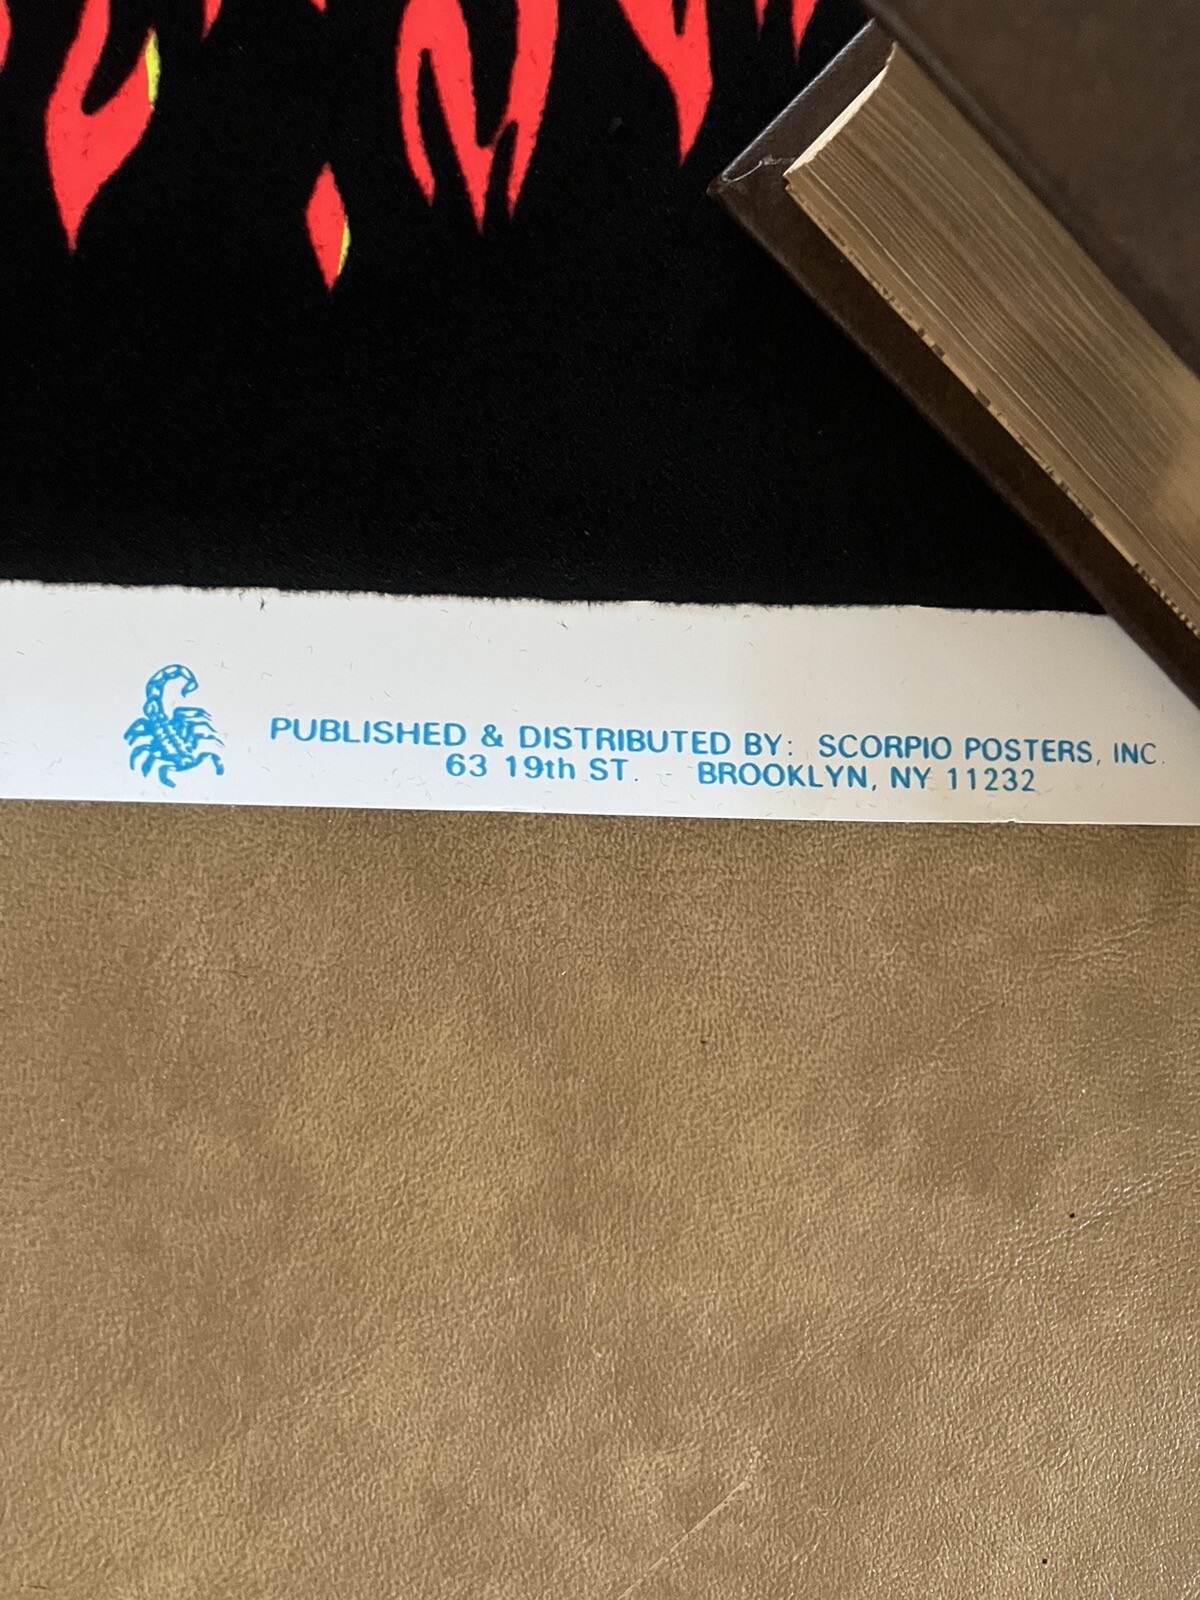 PUBLISHED & DISTRIBUTED BY: SCORPIO POSTERS, INC.
63 19th ST. BROOKLYN, NY 11232